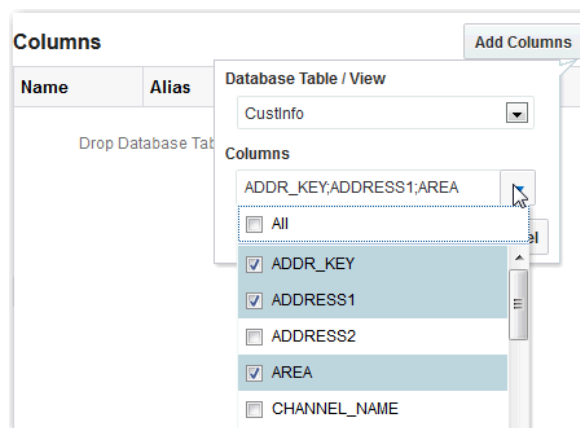 Columns
Add Columns
Name
Alias
Database Table / View
CustInfo
Drop Database Tab
Columns
ADDR_KEY;ADDRESS1;AREA
All
el
ADDR_KEY
ADDRESS1
ADDRESS2
AREA
CHANNEL_NAME